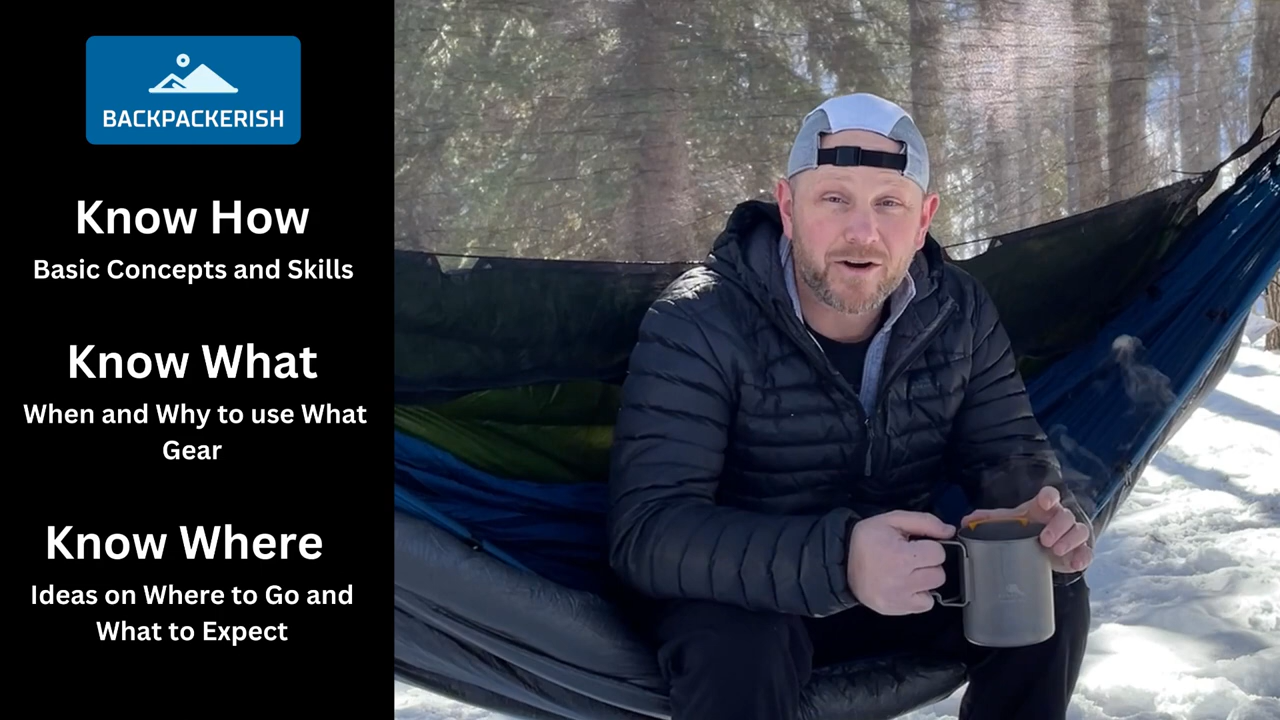 BACKPACKERISH
Know How
Basic Concepts and Skills
Know What
When and Why to use What
Gear
Know Where
Ideas on Where to Go and
What to Expect